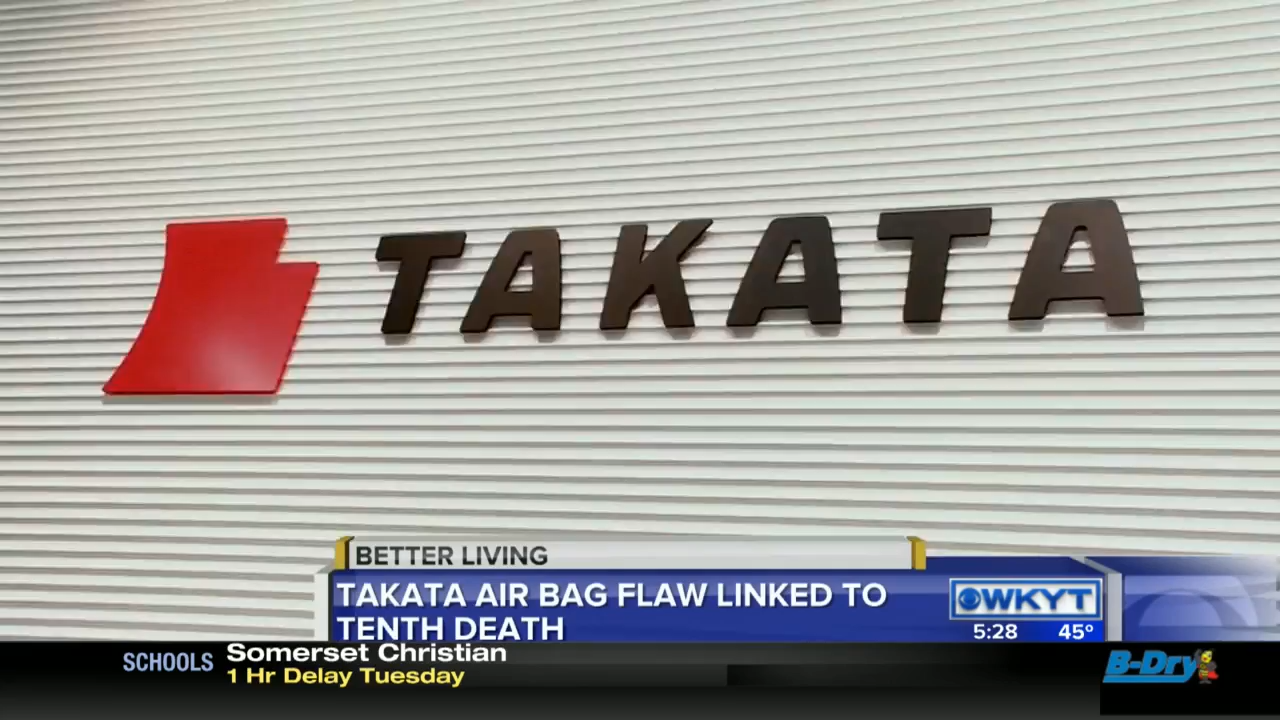 TAKATA
BETTER LIVING
TAKATA AIR BAG FLAW LINKED TO
TENTH DEATH
WKYT
5:28 45°
SCHOOLS
Somerset Christian
1 Hr Delay Tuesday
B-Dry